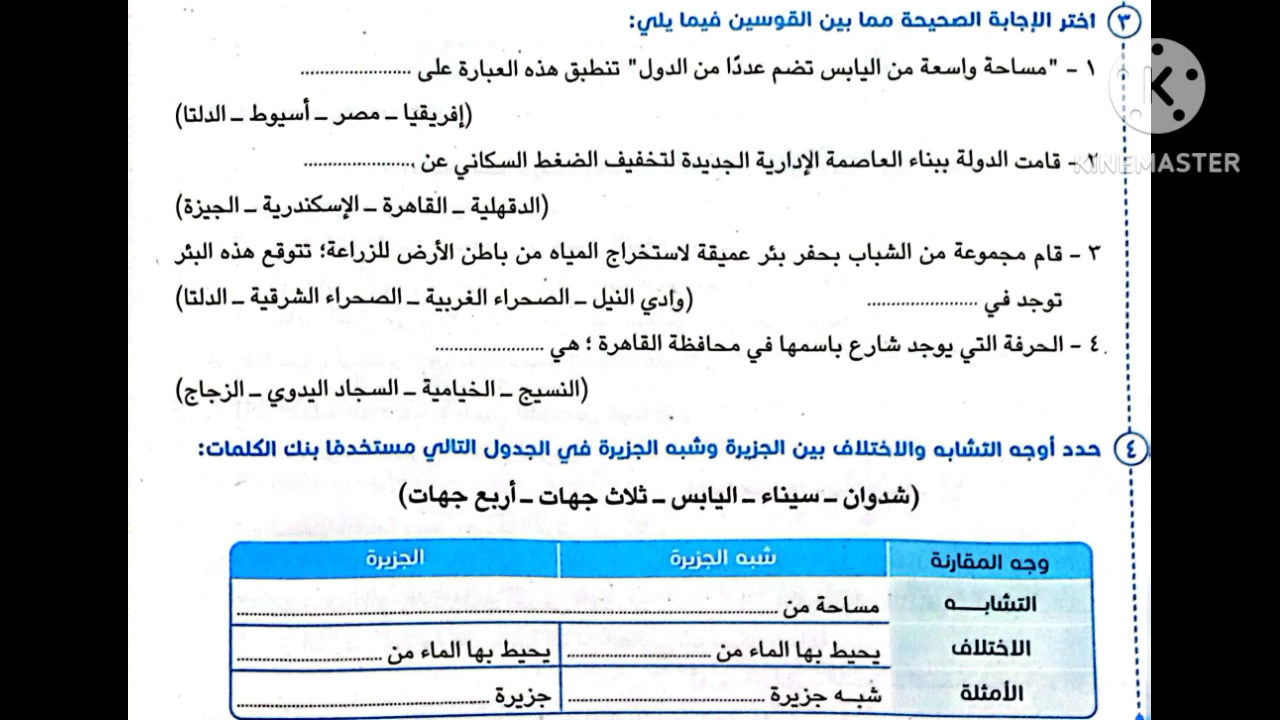 ٣ اختر الإجابة الصحيحة مما بين القوسين فيما يلي:
١ - "مساحة واسعة من اليابس تضم عددًا من الدول" تنطبق هذه العبارة على ......................
(إفريقيا – مصر – أسيوط – الدلتا)
٢ - قامت الدولة ببناء العاصمة الإدارية الجديدة لتخفيف الضغط السكاني عن ......................
(الدقهلية – القاهرة – الإسكندرية – الجيزة)
٣ - قام مجموعة من الشباب بحفر بئر عميقة لاستخراج المياه من باطن الأرض للزراعة؛ تتوقع هذه البئر
توجد في ...................... (وادي النيل – الصحراء الغربية – الصحراء الشرقية – الدلتا)
٤ - الحرفة التي يوجد شارع باسمها في محافظة القاهرة ؛ هي ......................
(النسيج – الخيامية – السجاد اليدوي – الزجاج)
٤ حدد أوجه التشابه والاختلاف بين الجزيرة وشبه الجزيرة في الجدول التالي مستخدمًا بنك الكلمات:
(شدوان – سيناء – اليابس – ثلاث جهات – أربع جهات)
وجه المقارنة شبه الجزيرة الجزيرة
التشابـــه مساحة من ......................
الاختلاف يحيط بها الماء من ...................... يحيط بها الماء من ......................
الأمثلة شبـه جزيرة ...................... جزيرة ......................
KINEMASTER